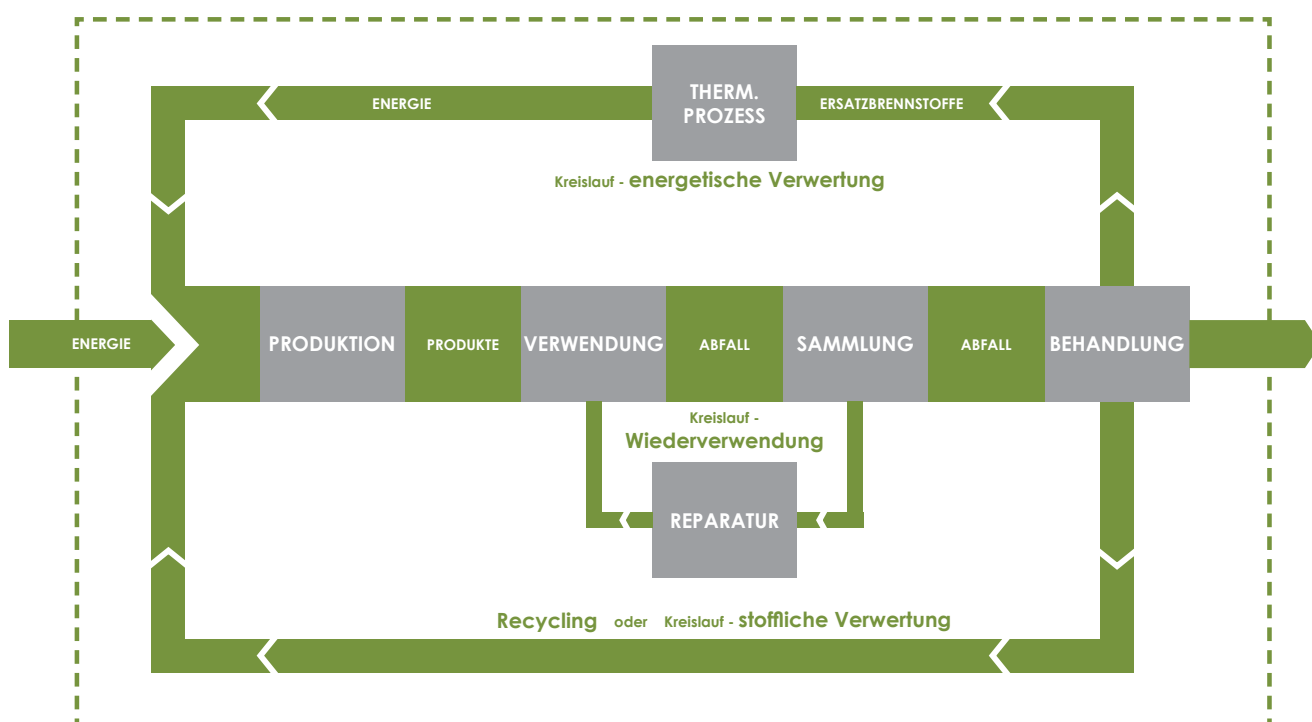 ENERGIE
THERM.
PROZESS
ERSATZBRENNSTOFFE
Kreislauf - energetische Verwertung
ENERGIE
PRODUKTION
PRODUKTE
VERWENDUNG
ABFALL
SAMMLUNG
ABFALL
BEHANDLUNG
Kreislauf -
Wiederverwendung
REPARATUR
Recycling oder Kreislauf - stoffliche Verwertung